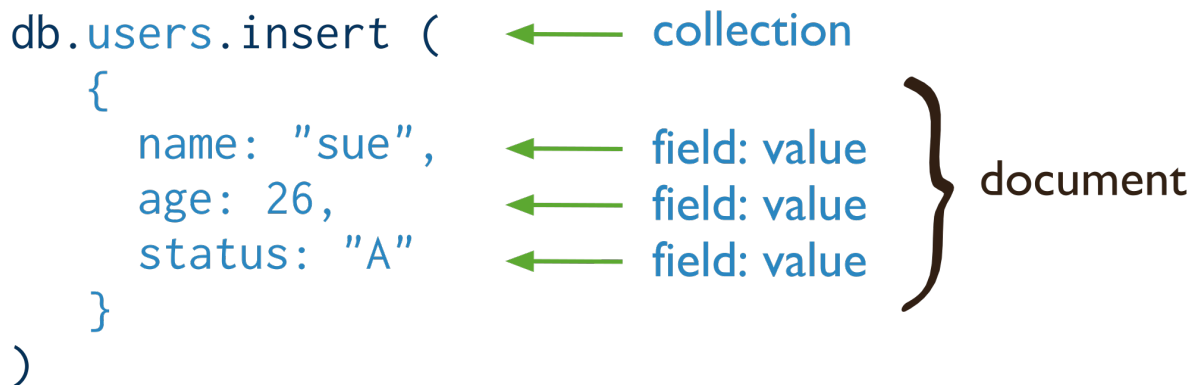 db.users.insert ( collection
{
name: "sue", field: value
age: 26, field: value
status: "A" field: value
}
)
document